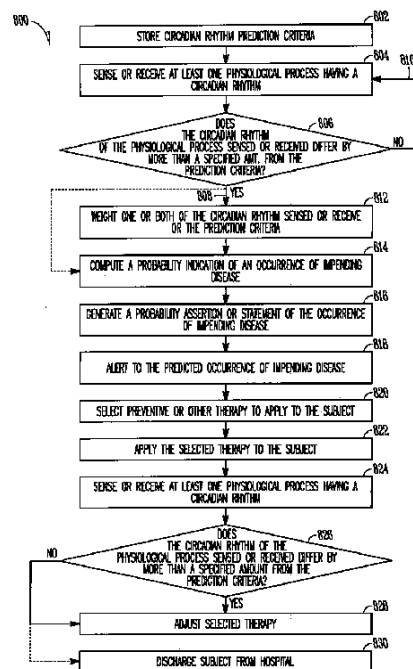 800
802
STORE CIRCADIAN RHYTHM PREDICTION CRITERIA
804
810
SENSE OR RECEIVE AT LEAST ONE PHYSIOLOGICAL PROCESS HAVING A
CIRCADIAN RHYTHM
806
DOES
THE CIRCADIAN RHYTHM
OF THE PHYSIOLOGICAL PROCESS SENSED OR RECEIVED DIFFER BY
MORE THAN A SPECIFIED AMT. FROM THE
PREDICTION CRITERIA?
NO
808
YES
812
WEIGHT ONE OR BOTH OF THE CIRCADIAN RHYTHM SENSED OR RECEIVE
OR THE PREDICTION CRITERIA
814
COMPUTE A PROBABILITY INDICATION OF AN OCCURRENCE OF IMPENDING
DISEASE
816
GENERATE A PROBABILITY ASSERTION OR STATEMENT OF THE OCCURRENCE
OF IMPENDING DISEASE
818
ALERT TO THE PREDICTED OCCURRENCE OF IMPENDING DISEASE
820
SELECT PREVENTIVE OR OTHER THERAPY TO APPLY TO THE SUBJECT
822
APPLY THE SELECTED THERAPY TO THE SUBJECT
824
SENSE OR RECEIVE AT LEAST ONE PHYSIOLOGICAL PROCESS HAVING A
CIRCADIAN RHYTHM
826
DOES
THE CIRCADIAN RHYTHM OF THE
PHYSIOLOGICAL PROCESS SENSED OR RECEIVED DIFFER BY
MORE THAN A SPECIFIED AMOUNT FROM THE
PREDICTION CRITERIA?
NO
YES
828
ADJUST SELECTED THERAPY
830
DISCHARGE SUBJECT FROM HOSPITAL